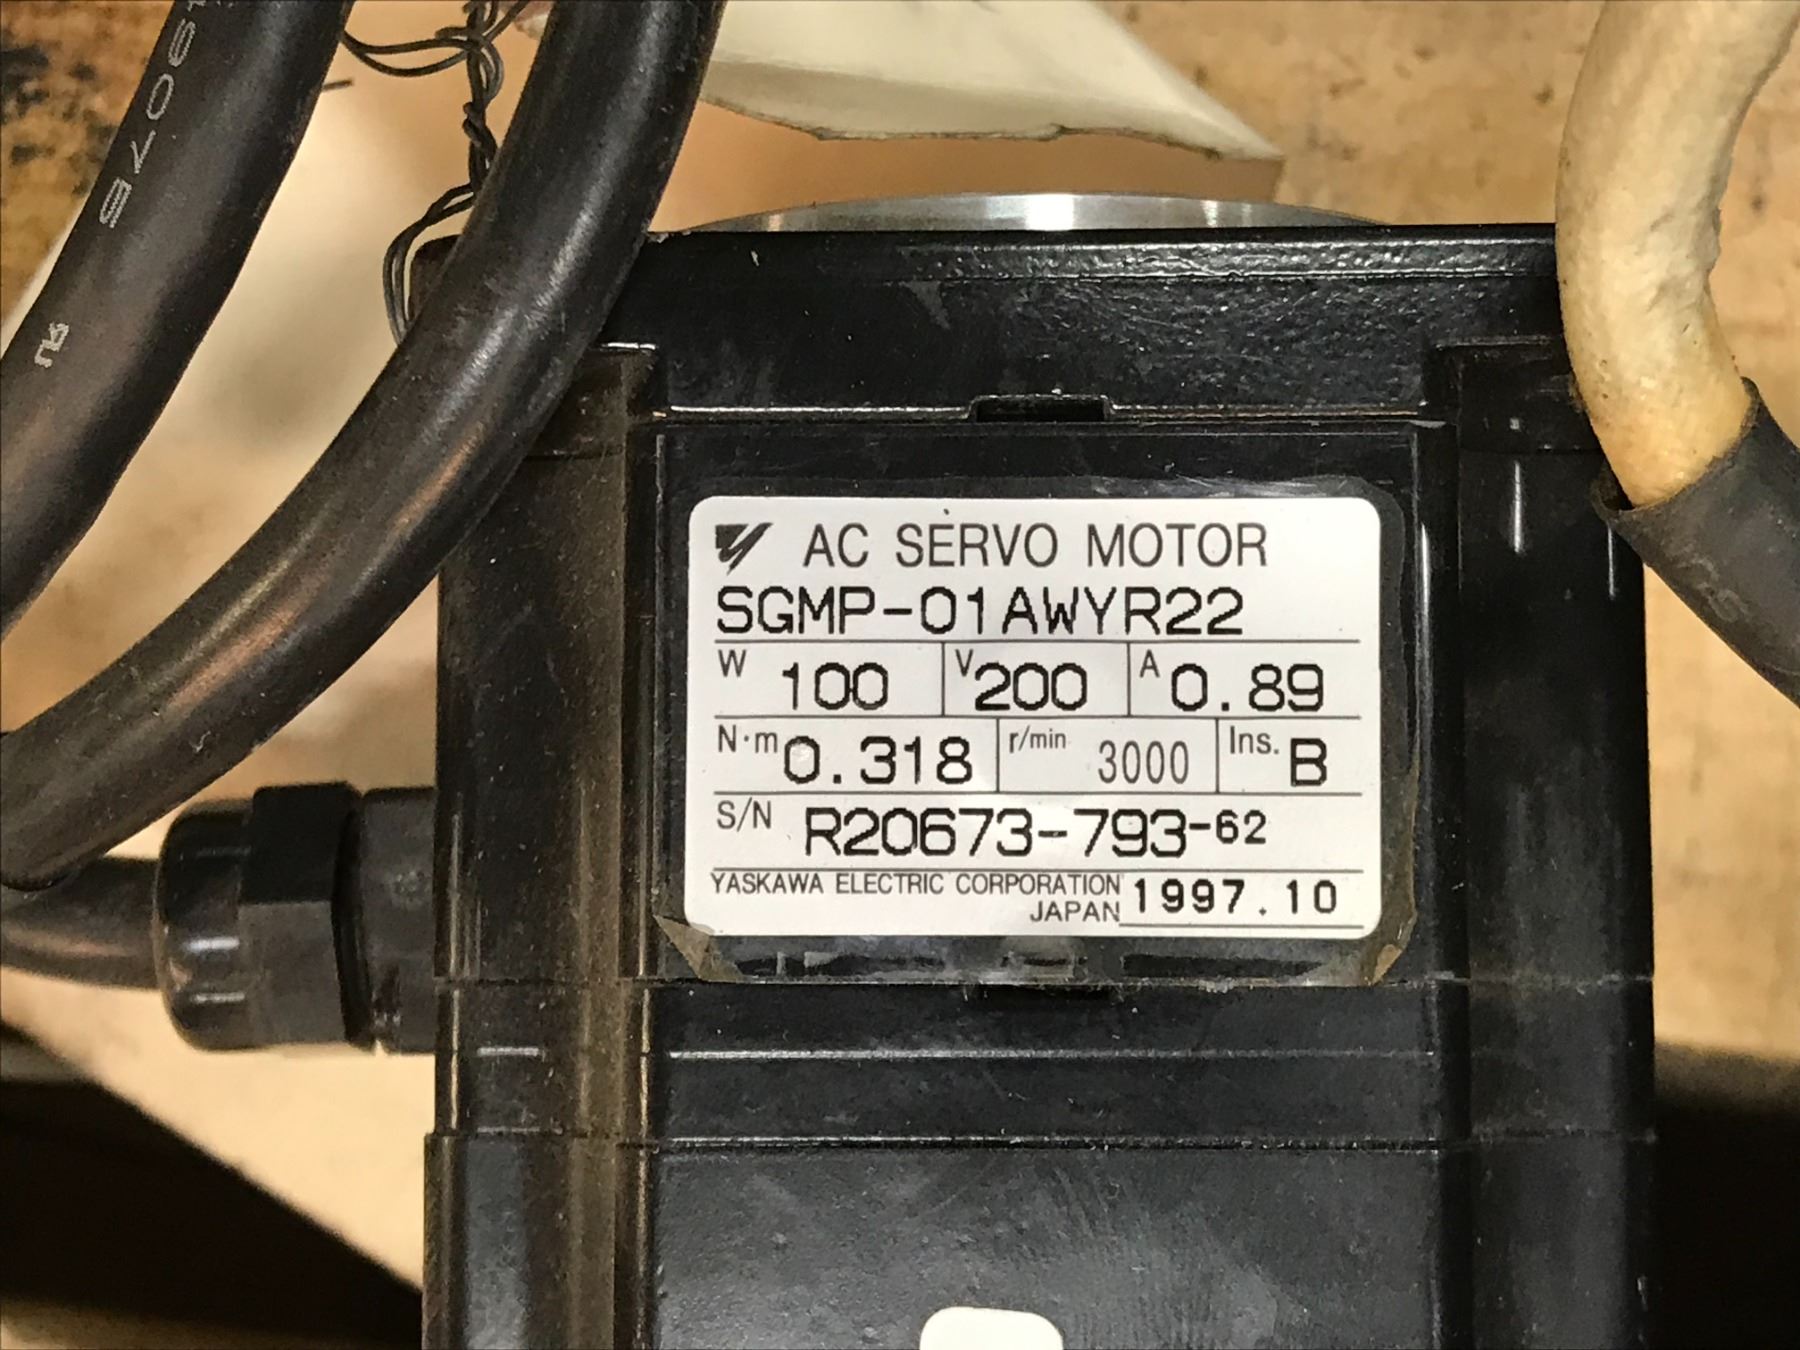 AC SERVO MOTOR
SGMP-01AWYR22
W 100 V 200 A 0.89
N·m 0.318 r/min 3000 Ins. B
S/N R20673-793-62
YASKAWA ELECTRIC CORPORATION
JAPAN 1997.10